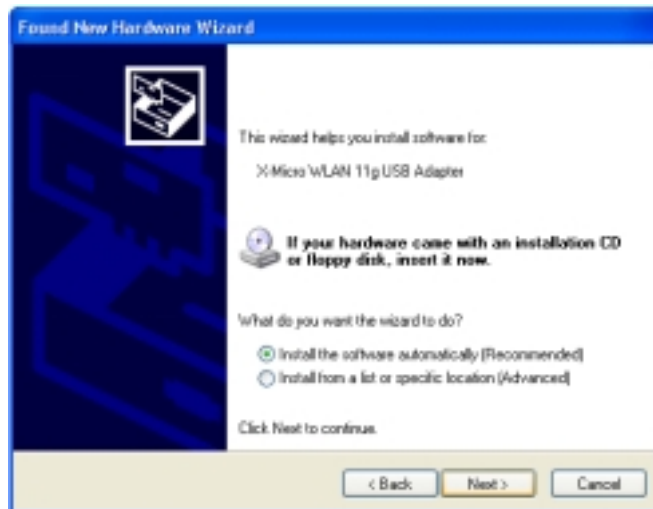 Found New Hardware Wizard
This wizard helps you install software for:
X-Micro WLAN 11g USB Adapter
If your hardware came with an installation CD
or floppy disk, insert it now.
What do you want the wizard to do?
Install the software automatically (Recommended)
Install from a list or specific location (Advanced)
Click Next to continue.
< Back
Next >
Cancel